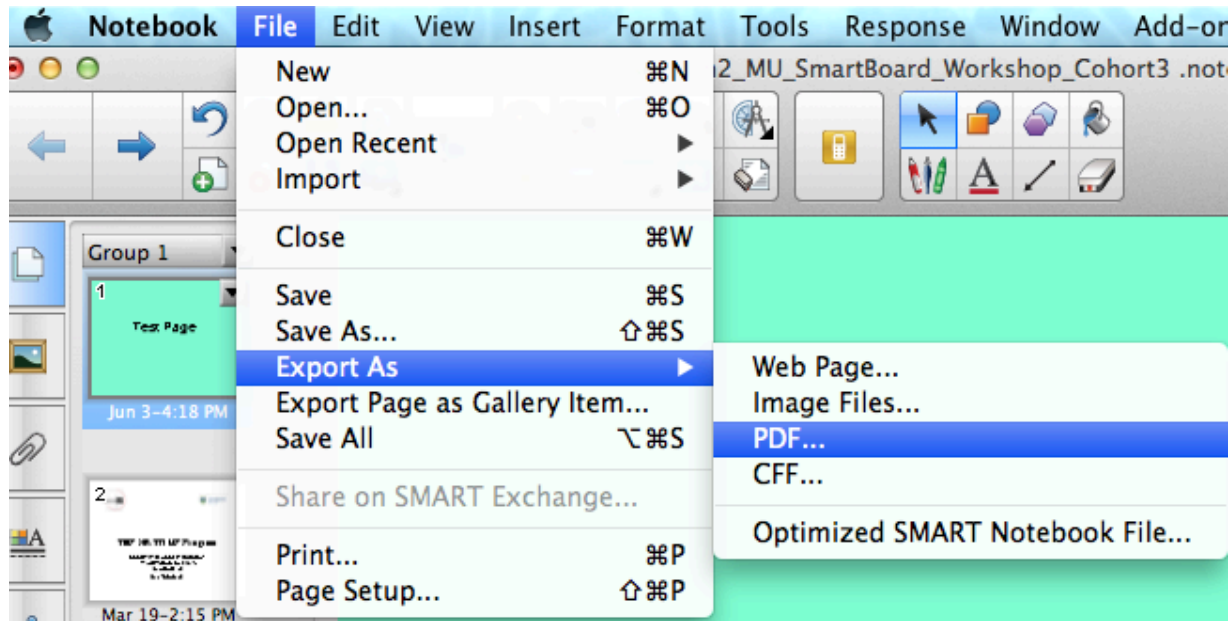 Notebook File Edit View Insert Format Tools Response Window Add-or
2_MU_SmartBoard_Workshop_Cohort3 .not
New ⌘N
Open... ⌘O
Open Recent ▶
Import ▶
Close ⌘W
Save ⌘S
Save As... ⇧⌘S
Export As ▶
Export Page as Gallery Item...
Save All ⌥⌘S
Share on SMART Exchange...
Print... ⌘P
Page Setup... ⇧⌘P
Web Page...
Image Files...
PDF...
CFF...
Optimized SMART Notebook File...
Group 1
1
Test Page
Jun 3-4:18 PM
2
Mar 19-2:15 PM